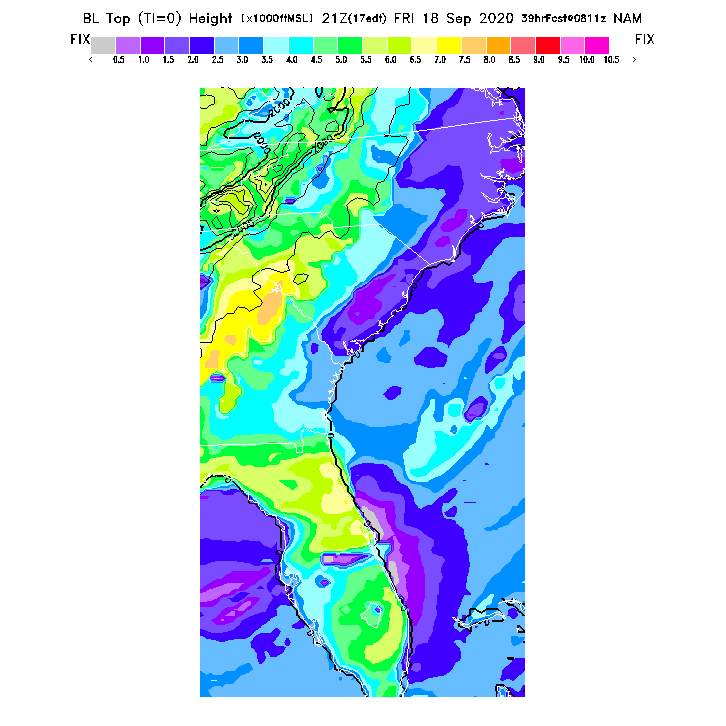 BL Top (TI=0) Height [x1000ftMSL] 21Z(17edt) FRI 18 Sep 2020 39hrFcst@0811z NAM
FIX FIX
< 0.5 1.0 1.5 2.0 2.5 3.0 3.5 4.0 4.5 5.0 5.5 6.0 6.5 7.0 7.5 8.0 8.5 9.0 9.5 10.0 10.5 >
2000
2000
2000